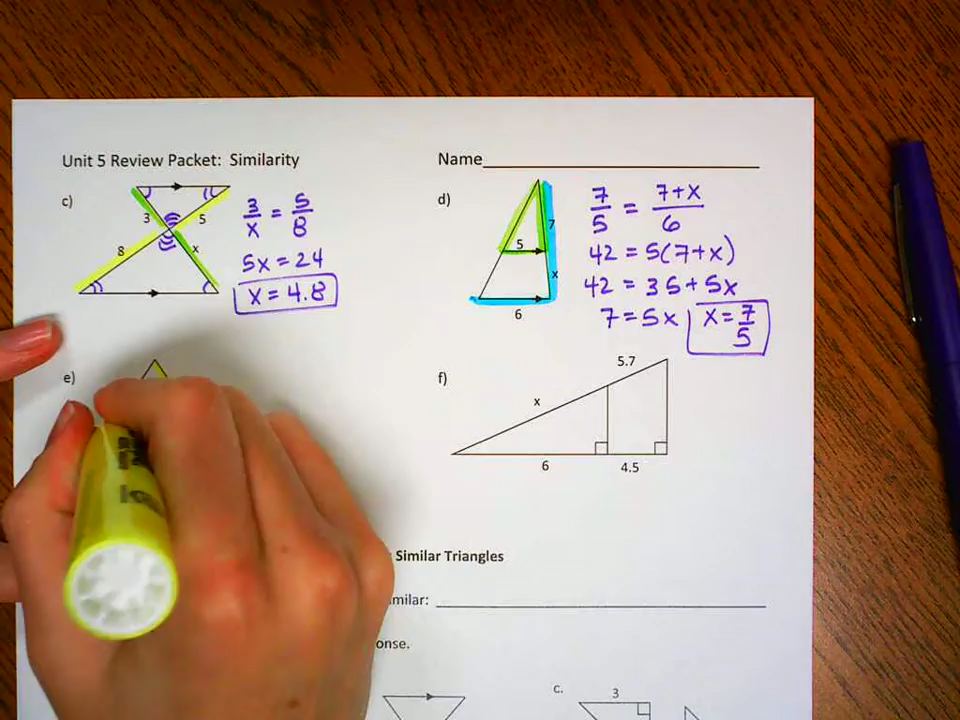 Unit 5 Review Packet: Similarity
Name
c)
3
5
8
x
3/x = 5/8
5x = 24
x = 4.8
d)
7
5
x
6
7/5 = 7+x/6
42 = 5(7+x)
42 = 35+5x
7 = 5x
x = 7/5
e)
f)
5.7
x
6
4.5
Similar Triangles
milar:
onse.
c.
3